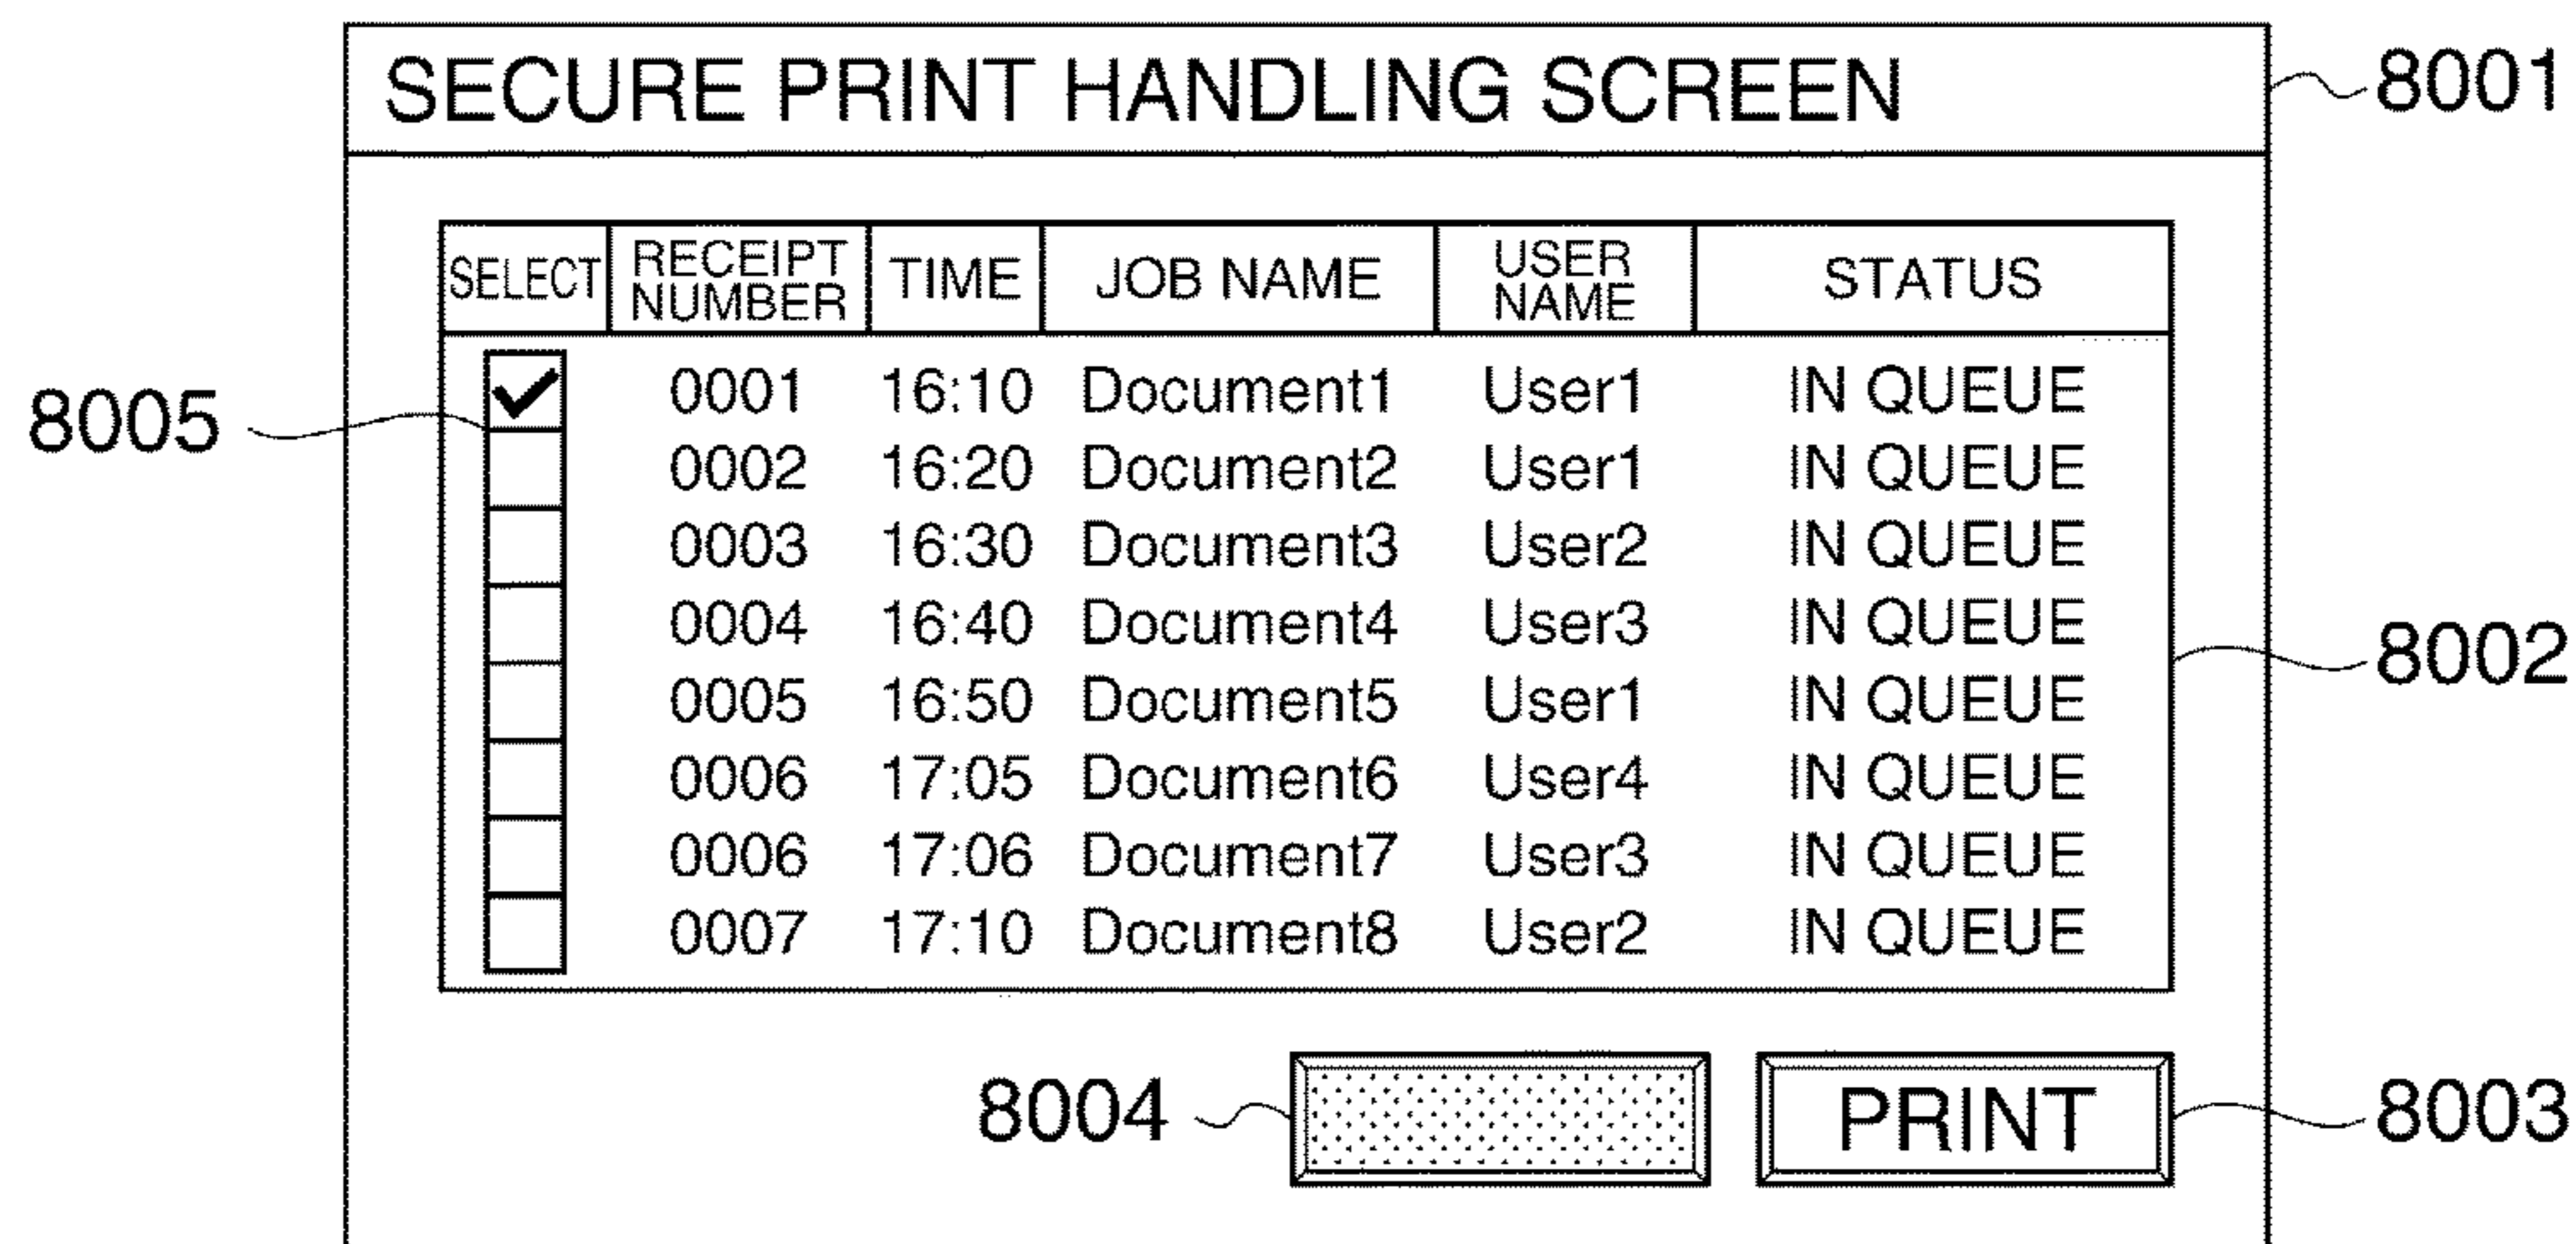 SECURE PRINT HANDLING SCREEN 8001
SELECT RECEIPT NUMBER TIME JOB NAME USER NAME STATUS
8005 0001 16:10 Document1 User1 IN QUEUE
0002 16:20 Document2 User1 IN QUEUE
0003 16:30 Document3 User2 IN QUEUE
0004 16:40 Document4 User3 IN QUEUE 8002
0005 16:50 Document5 User1 IN QUEUE
0006 17:05 Document6 User4 IN QUEUE
0006 17:06 Document7 User3 IN QUEUE
0007 17:10 Document8 User2 IN QUEUE
8004 PRINT 8003